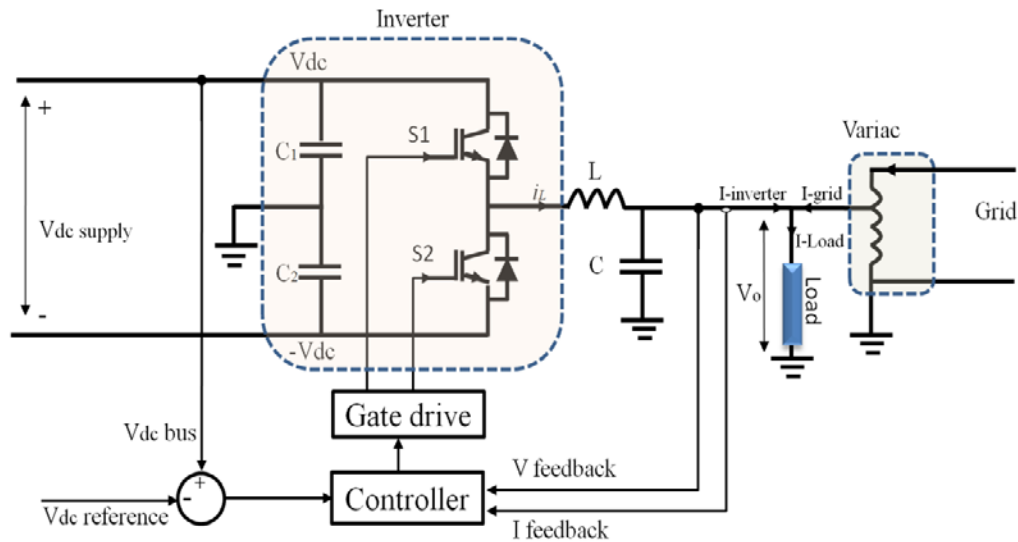 Inverter
Vdc
+
S1
Variac
C1
L
I-inverter
I-grid
Grid
iL
Vdc supply
I-Load
S2
C2
C
Vo
Load
-
-Vdc
Gate drive
Vdc bus
V feedback
+
-
Controller
Vdc reference
I feedback